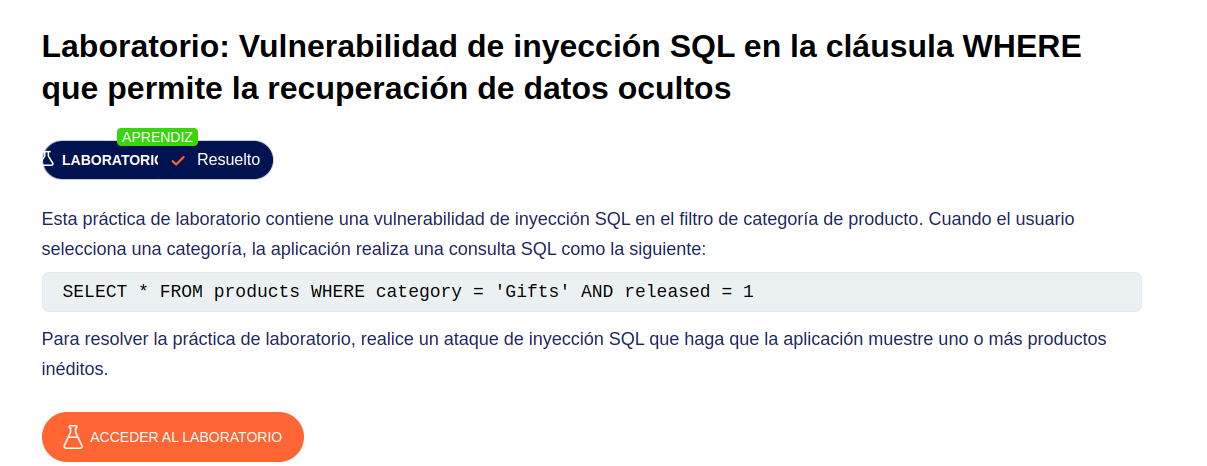 Laboratorio: Vulnerabilidad de inyección SQL en la cláusula WHERE
que permite la recuperación de datos ocultos
APRENDIZ
LABORATORIO Resuelto
Esta práctica de laboratorio contiene una vulnerabilidad de inyección SQL en el filtro de categoría de producto. Cuando el usuario
selecciona una categoría, la aplicación realiza una consulta SQL como la siguiente:
SELECT * FROM products WHERE category = 'Gifts' AND released = 1
Para resolver la práctica de laboratorio, realice un ataque de inyección SQL que haga que la aplicación muestre uno o más productos
inéditos.
ACCEDER AL LABORATORIO